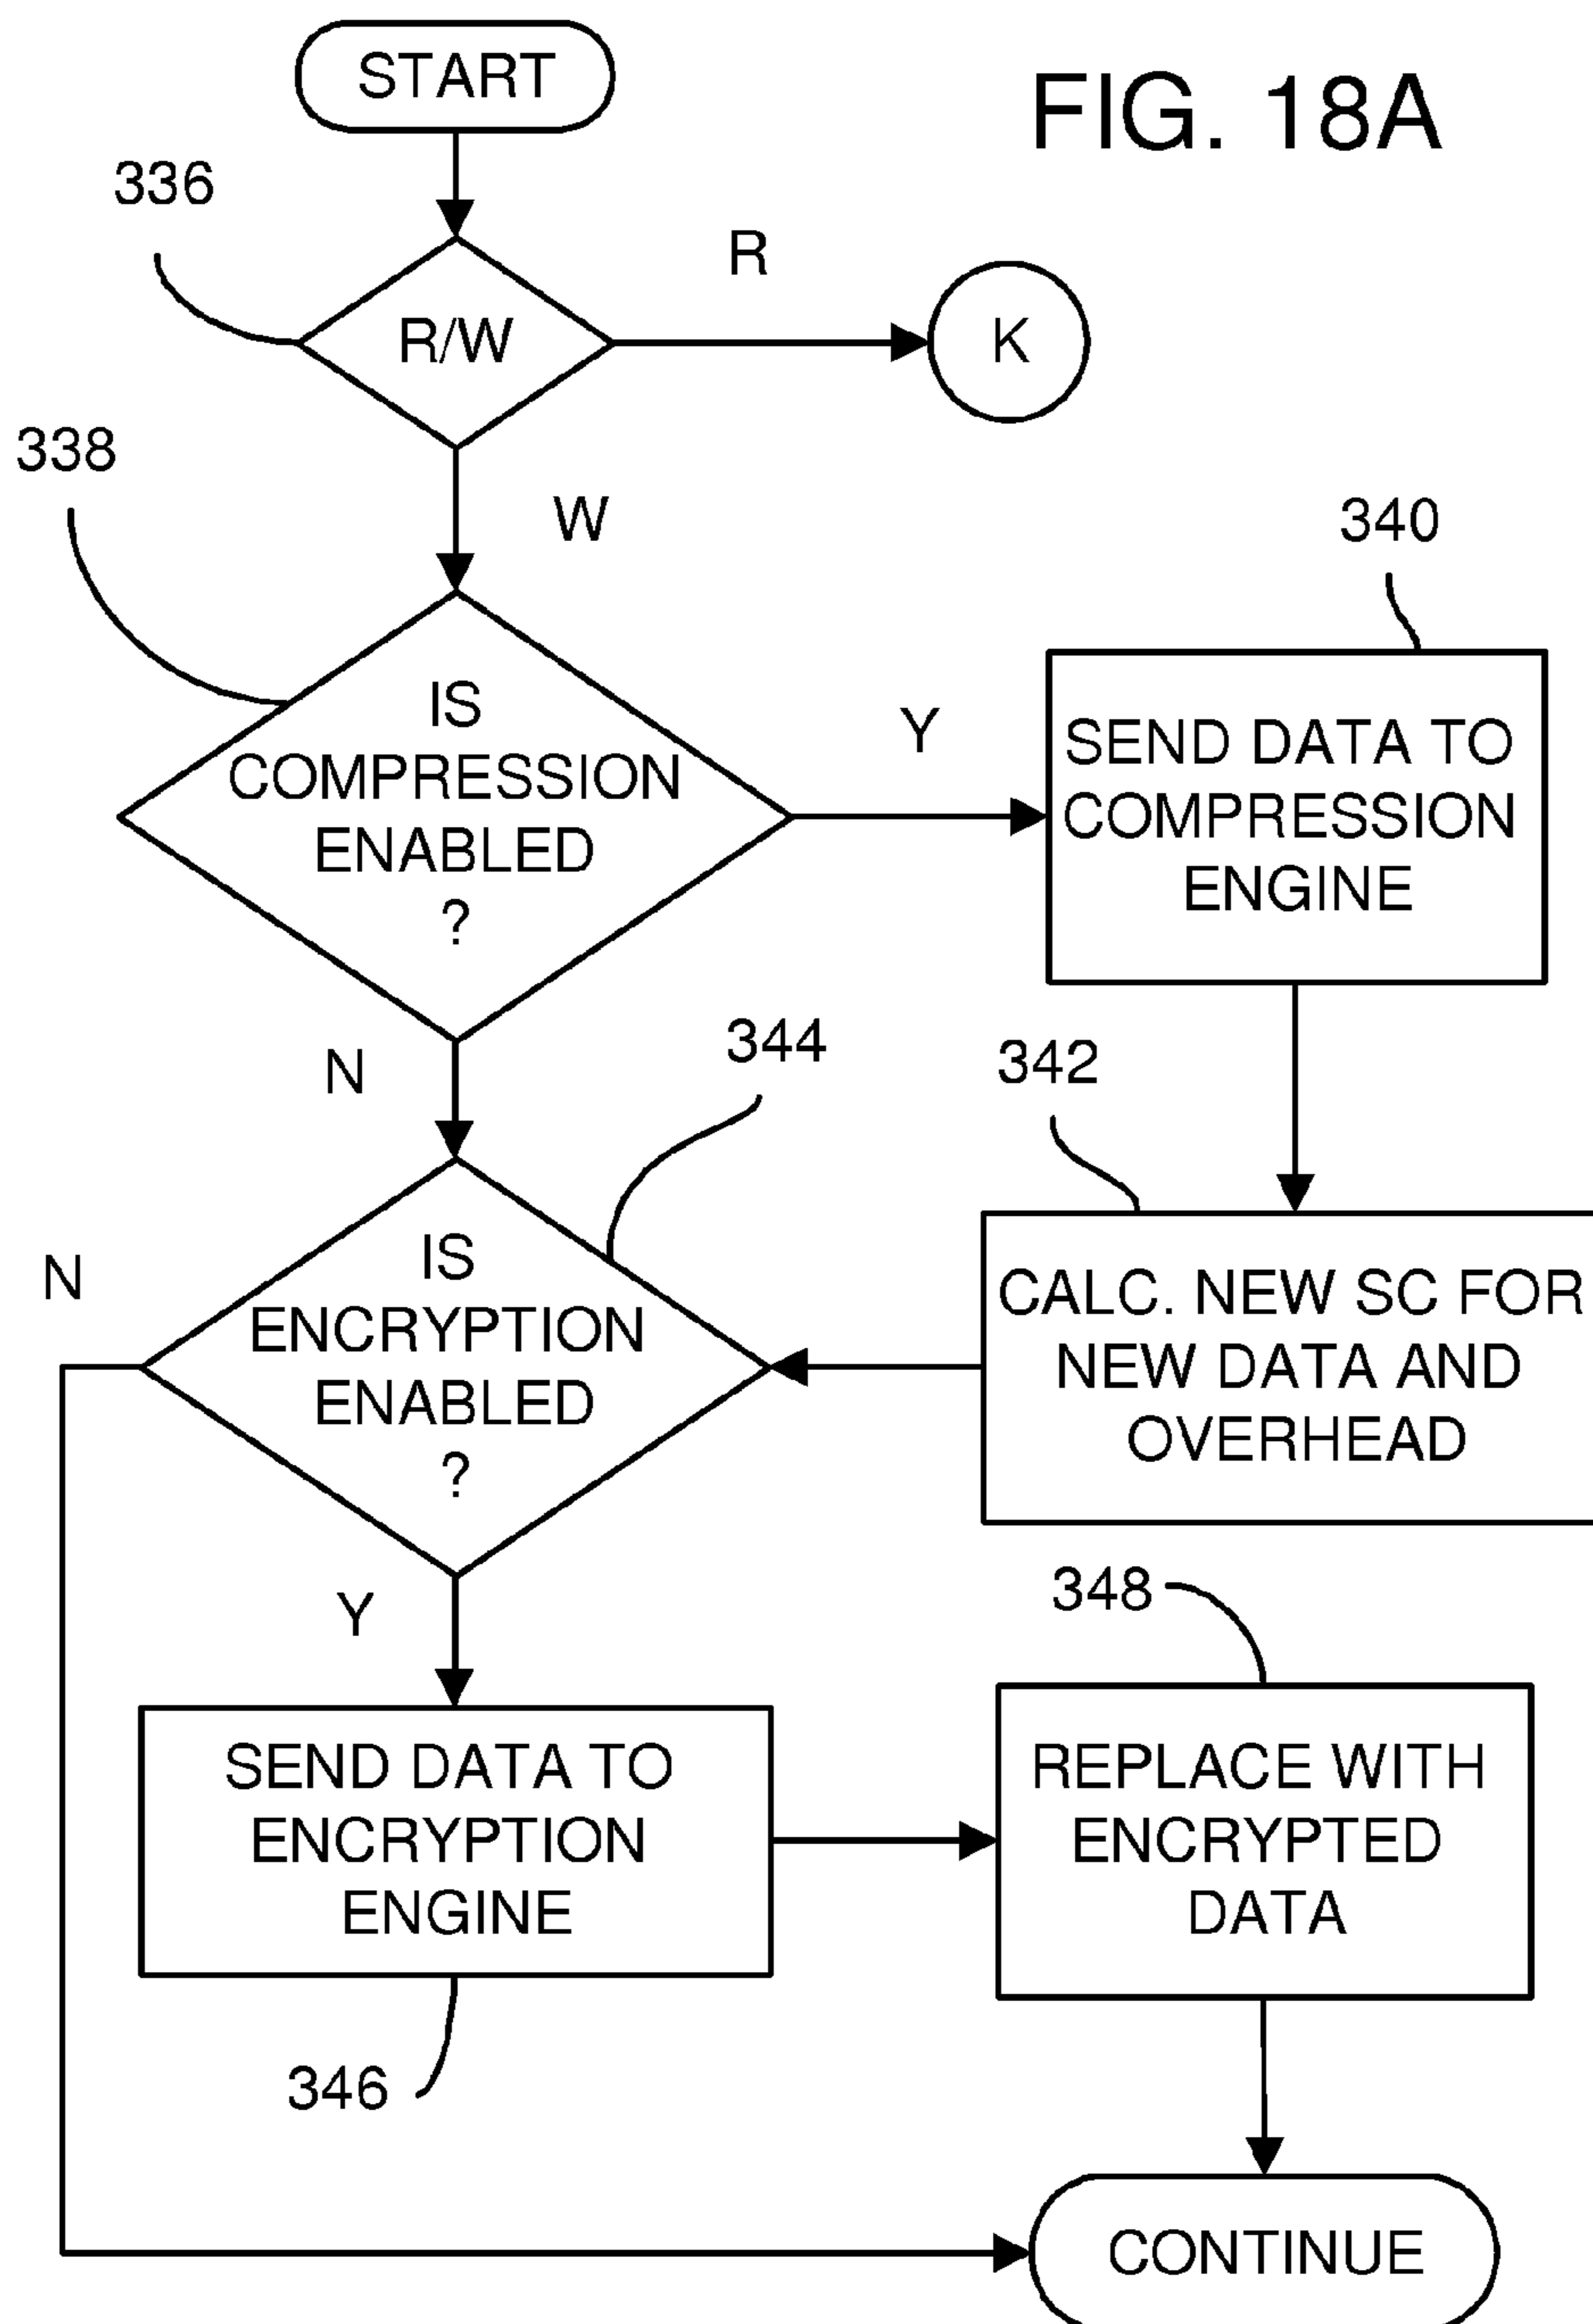 START
FIG. 18A
336
R
R/W
K
338
W
340
IS
COMPRESSION
ENABLED
?
Y
SEND DATA TO
COMPRESSION
ENGINE
N
344
342
N
IS
ENCRYPTION
ENABLED
?
CALC. NEW SC FOR
NEW DATA AND
OVERHEAD
Y
348
SEND DATA TO
ENCRYPTION
ENGINE
REPLACE WITH
ENCRYPTED
DATA
346
CONTINUE